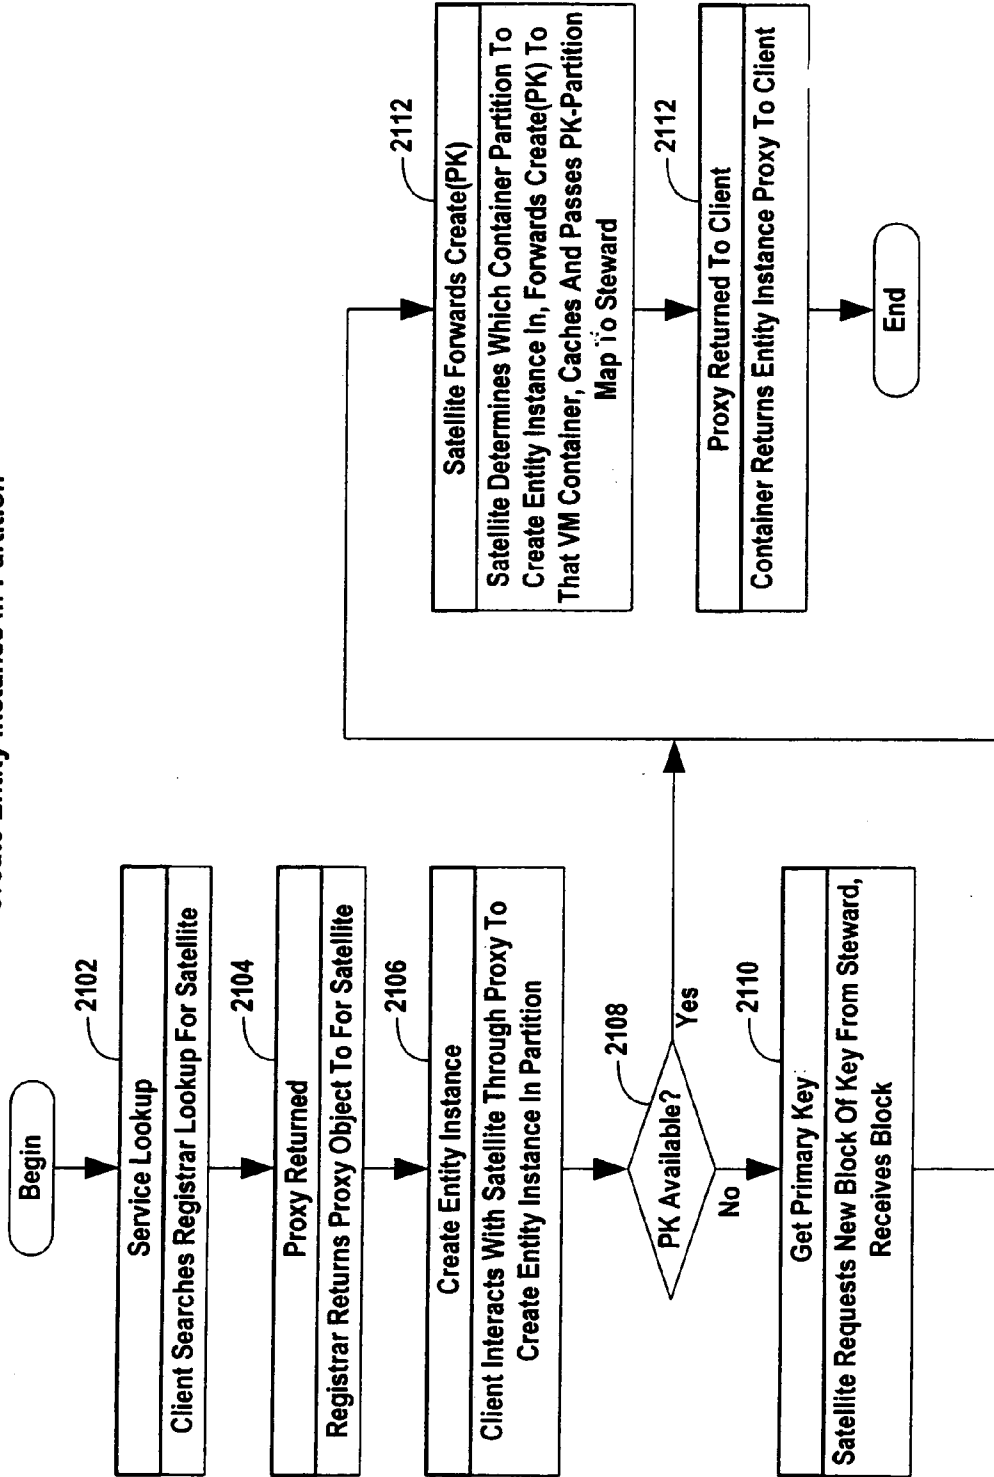 Create Entity Instance In Partition
Begin
2102
Service Lookup
Client Searches Registrar Lookup For Satellite
2104
Proxy Returned
Registrar Returns Proxy Object To For Satellite
2106
Create Entity Instance
Client Interacts With Satellite Through Proxy To
Create Entity Instance In Partition
2108
PK Available?
Yes
No
2110
Get Primary Key
Satellite Requests New Block Of Key From Steward,
Receives Block
2112
Satellite Forwards Create(PK)
Satellite Determines Which Container Partition To
Create Entity Instance In, Forwards Create(PK) To
That VM Container, Caches And Passes PK-Partition
Map To Steward
2112
Proxy Returned To Client
Container Returns Entity Instance Proxy To Client
End